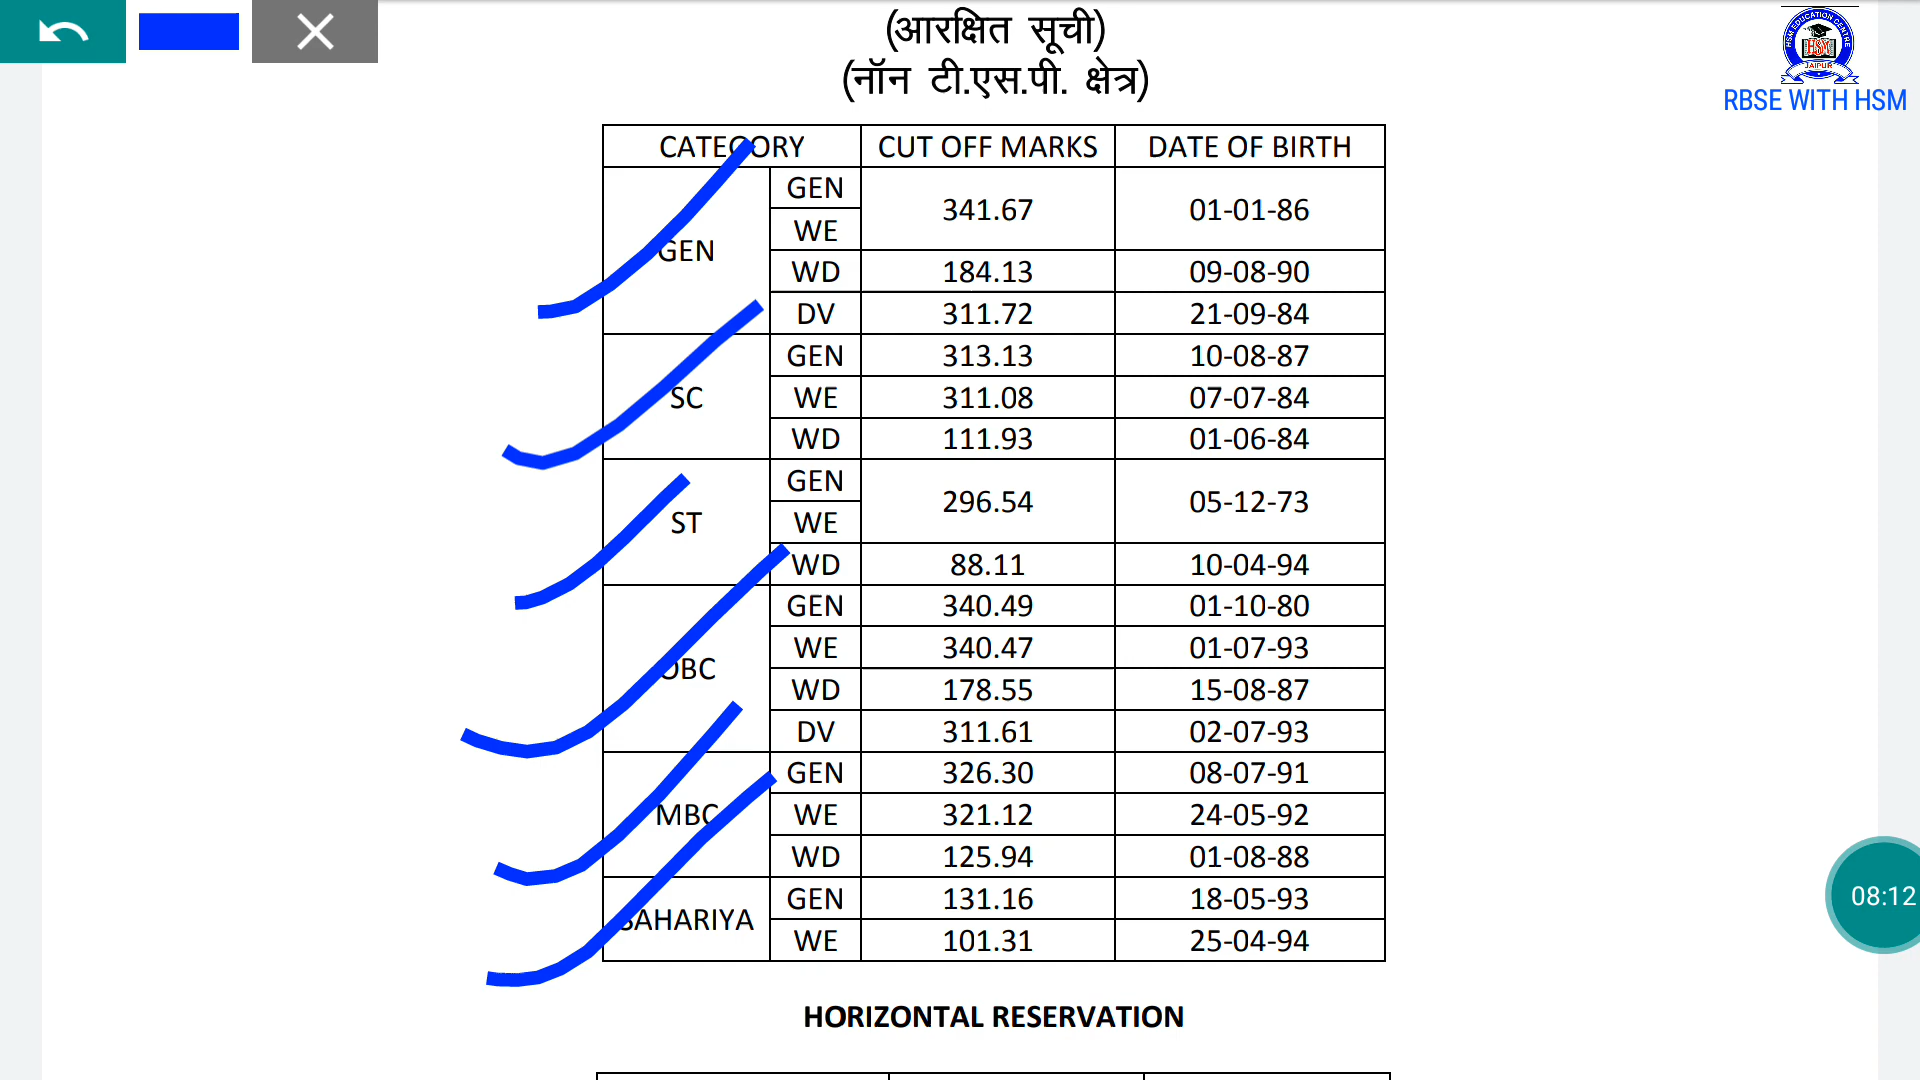 (आरक्षित सूची)
(नॉन टी.एस.पी. क्षेत्र)
HSM EDUCATION CENTRE
HSM
JAIPUR
RBSE WITH HSM
CATEGORY CUT OFF MARKS DATE OF BIRTH
GEN GEN 341.67 01-01-86
WE
WD 184.13 09-08-90
DV 311.72 21-09-84
SC GEN 313.13 10-08-87
WE 311.08 07-07-84
WD 111.93 01-06-84
ST GEN 296.54 05-12-73
WE
WD 88.11 10-04-94
OBC GEN 340.49 01-10-80
WE 340.47 01-07-93
WD 178.55 15-08-87
DV 311.61 02-07-93
MBC GEN 326.30 08-07-91
WE 321.12 24-05-92
WD 125.94 01-08-88
SAHARIYA GEN 131.16 18-05-93
WE 101.31 25-04-94
08:12
HORIZONTAL RESERVATION